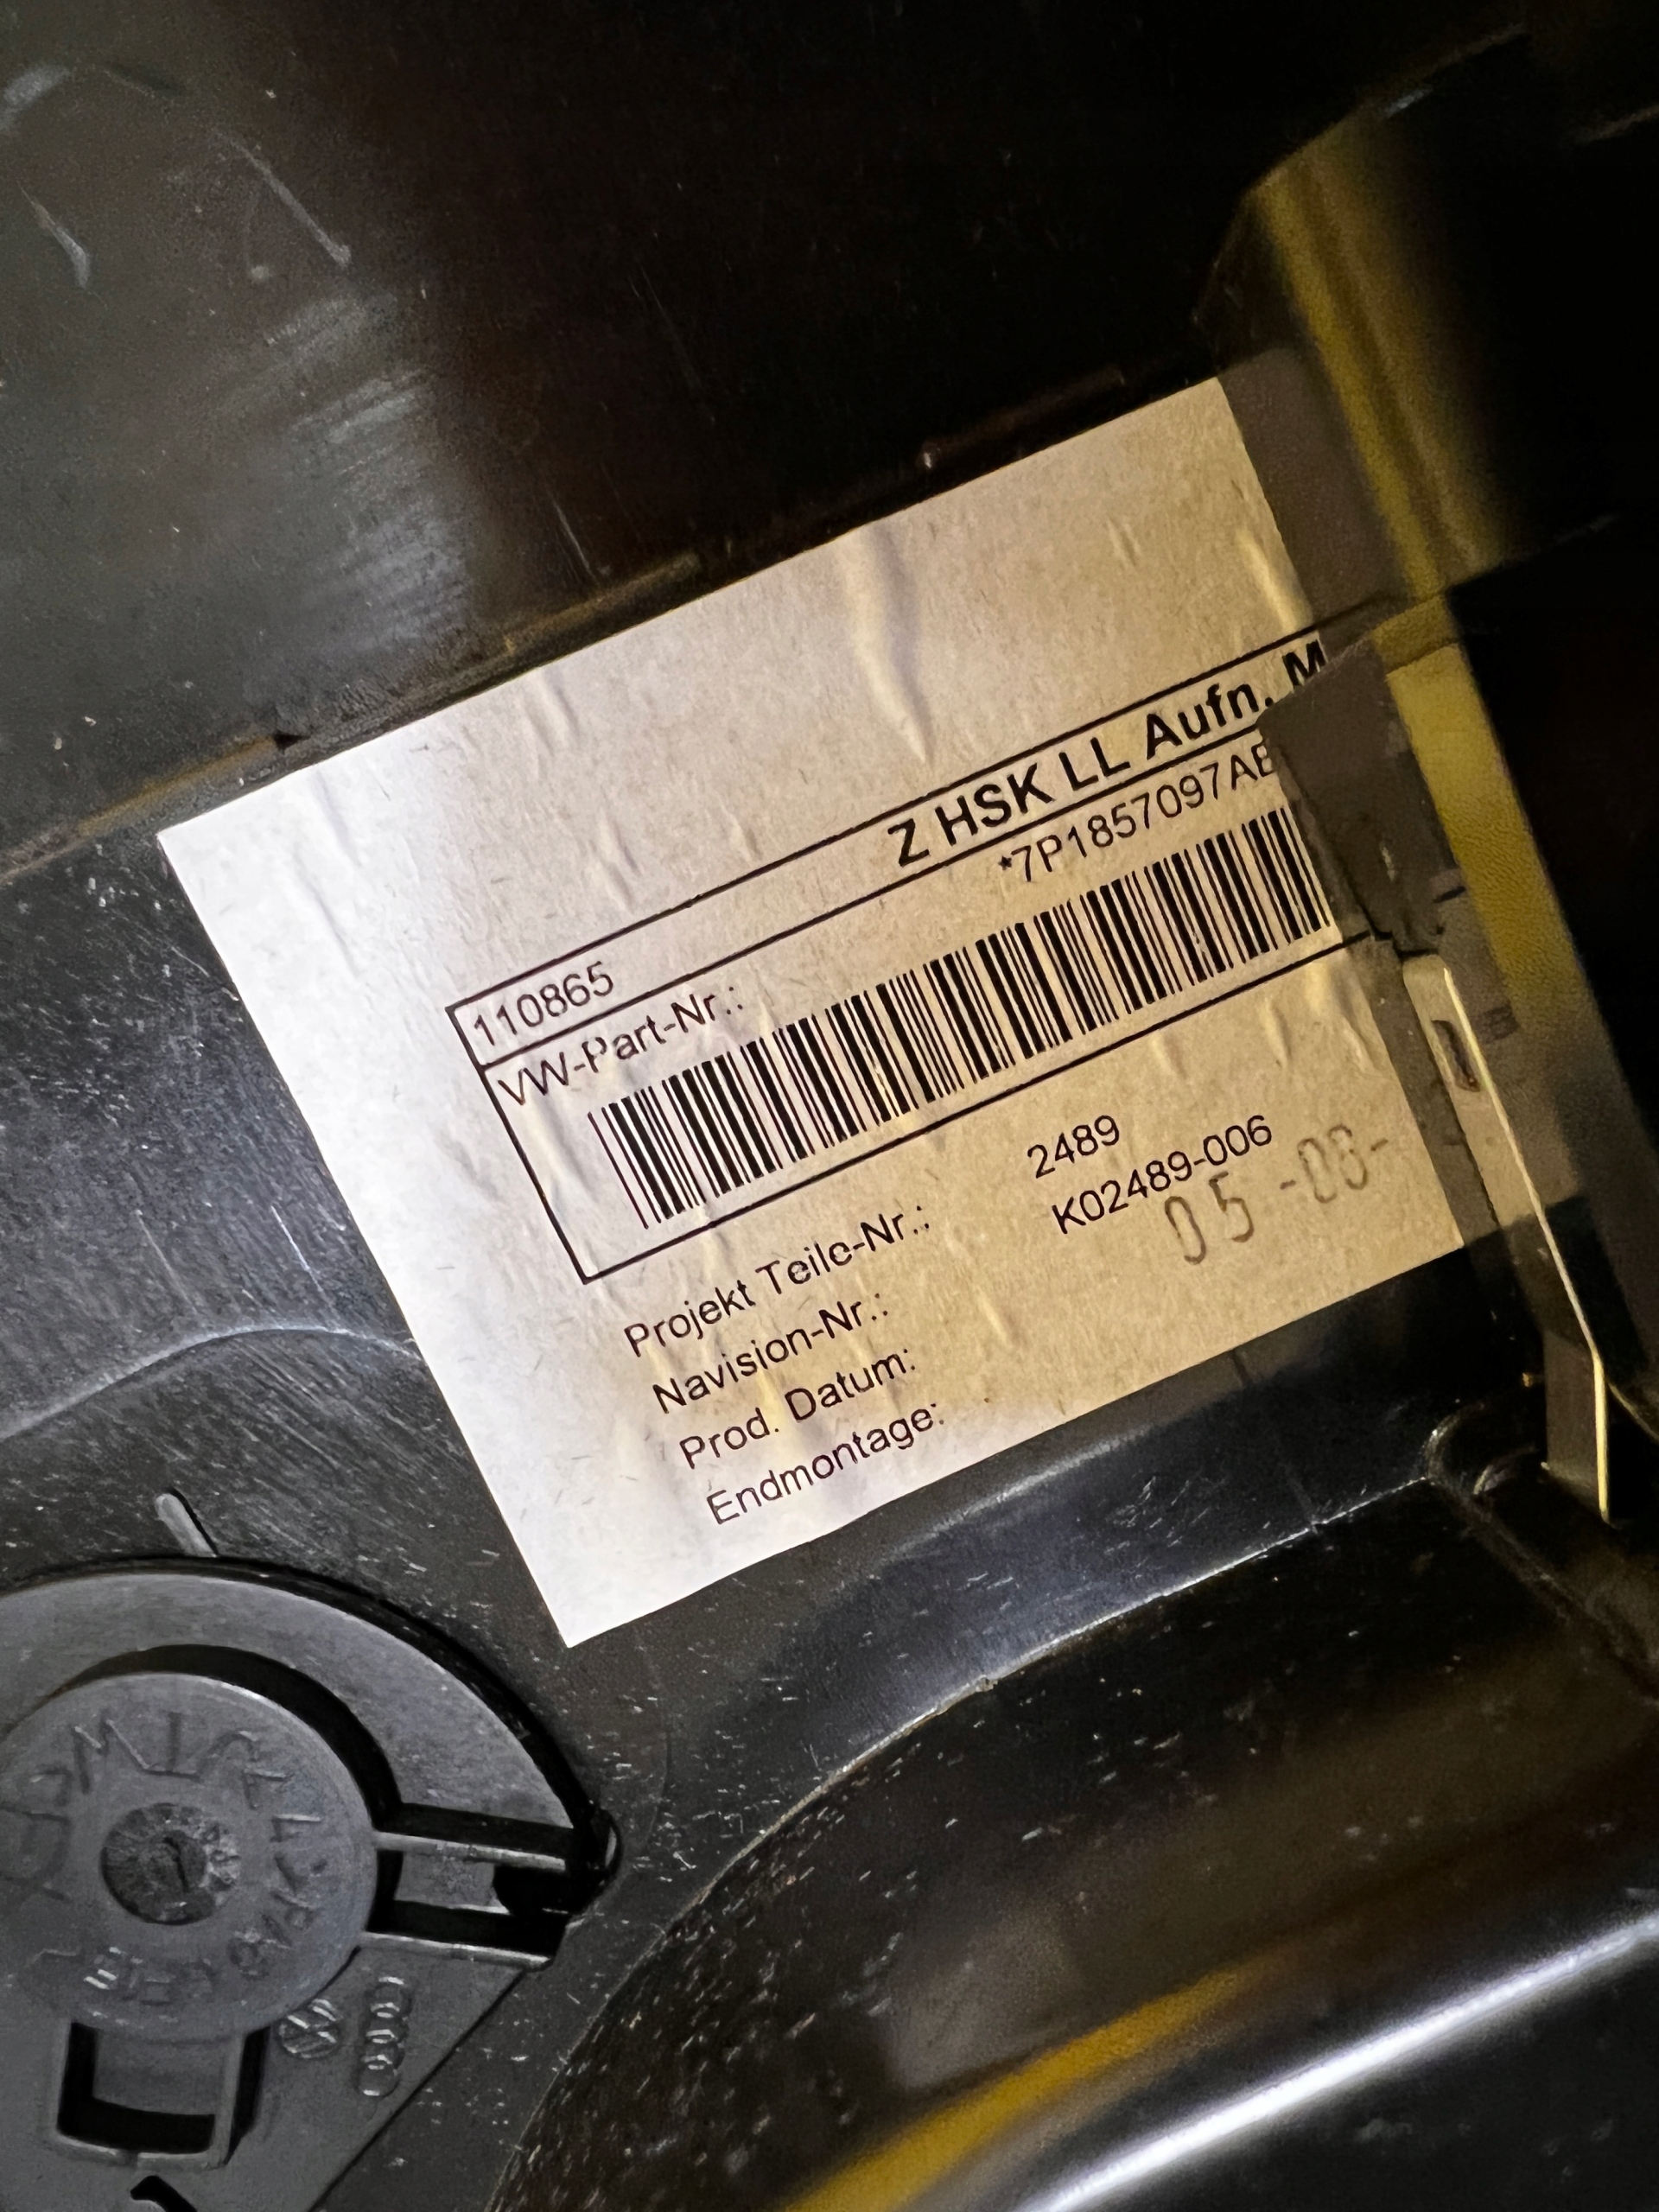 110865 Z HSK LL Aufn. M
VW-Part-Nr.: *7P1857097AE
Projekt Teile-Nr.: 2489
Navision-Nr.: K02489-006
Prod. Datum: 05 -08-
Endmontage: